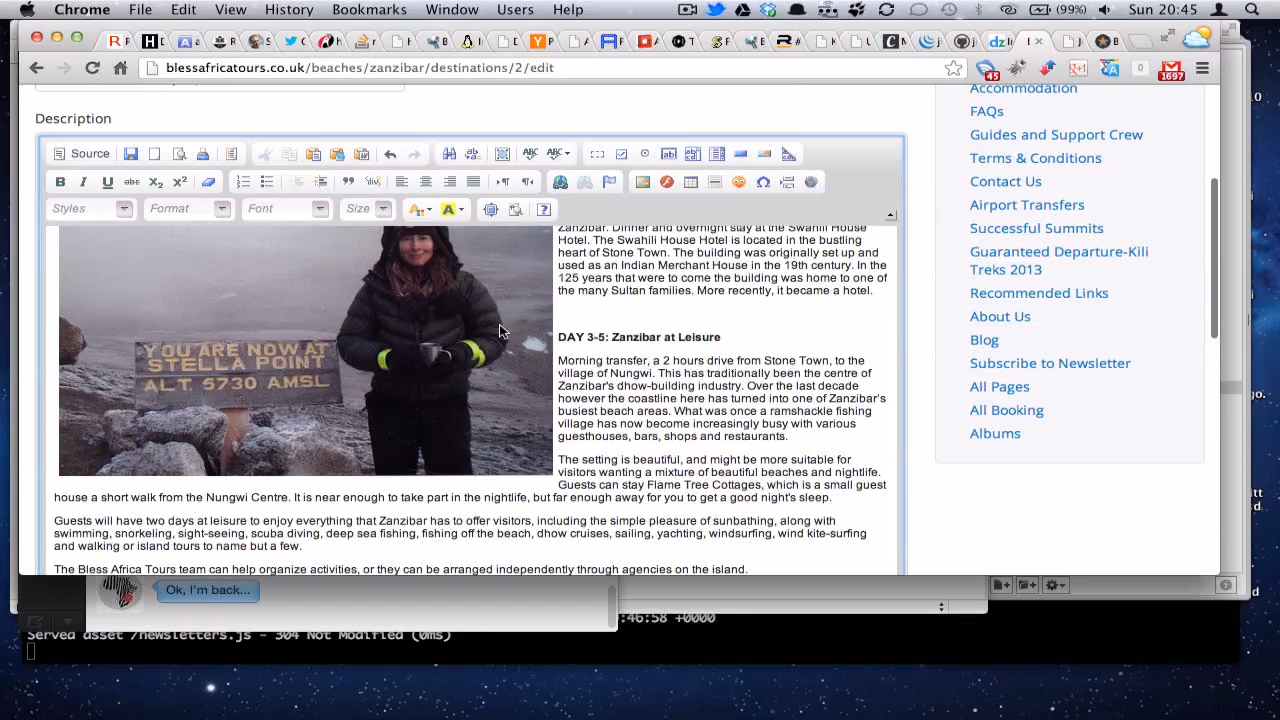 Chrome File Edit View History Bookmarks Window Users Help (99%) Sun 20:45
blessafricatours.co.uk/beaches/zanzibar/destinations/2/edit 45 0 1697
Description
Source
B I U abc X₂ X²
Styles Format Font Size
Zanzibar. Dinner and overnight stay at the Swahili House
Hotel. The Swahili House Hotel is located in the bustling
heart of Stone Town. The building was originally set up and
used as an Indian Merchant House in the 19th century. In the
125 years that were to come the building was home to one of
the many Sultan families. More recently, it became a hotel.
DAY 3-5: Zanzibar at Leisure
Morning transfer, a 2 hours drive from Stone Town, to the
village of Nungwi. This has traditionally been the centre of
Zanzibar's dhow-building industry. Over the last decade
however the coastline here has turned into one of Zanzibar's
busiest beach areas. What was once a ramshackle fishing
village has now become increasingly busy with various
guesthouses, bars, shops and restaurants.
The setting is beautiful, and might be more suitable for
visitors wanting a mixture of beautiful beaches and nightlife.
Guests can stay Flame Tree Cottages, which is a small guest
house a short walk from the Nungwi Centre. It is near enough to take part in the nightlife, but far enough away for you to get a good night's sleep.
Guests will have two days at leisure to enjoy everything that Zanzibar has to offer visitors, including the simple pleasure of sunbathing, along with
swimming, snorkeling, sight-seeing, scuba diving, deep sea fishing, fishing off the beach, dhow cruises, sailing, yachting, windsurfing, wind kite-surfing
and walking or island tours to name but a few.
The Bless Africa Tours team can help organize activities, or they can be arranged independently through agencies on the island.
YOU ARE NOW AT
STELLA POINT
ALT 5730 AMSL
Accommodation
FAQs
Guides and Support Crew
Terms & Conditions
Contact Us
Airport Transfers
Successful Summits
Guaranteed Departure-Kili
Treks 2013
Recommended Links
About Us
Blog
Subscribe to Newsletter
All Pages
All Booking
Albums
Ok, I'm back...
:46:58 +0000
Served asset /newsletters.js - 304 Not Modified (0ms)